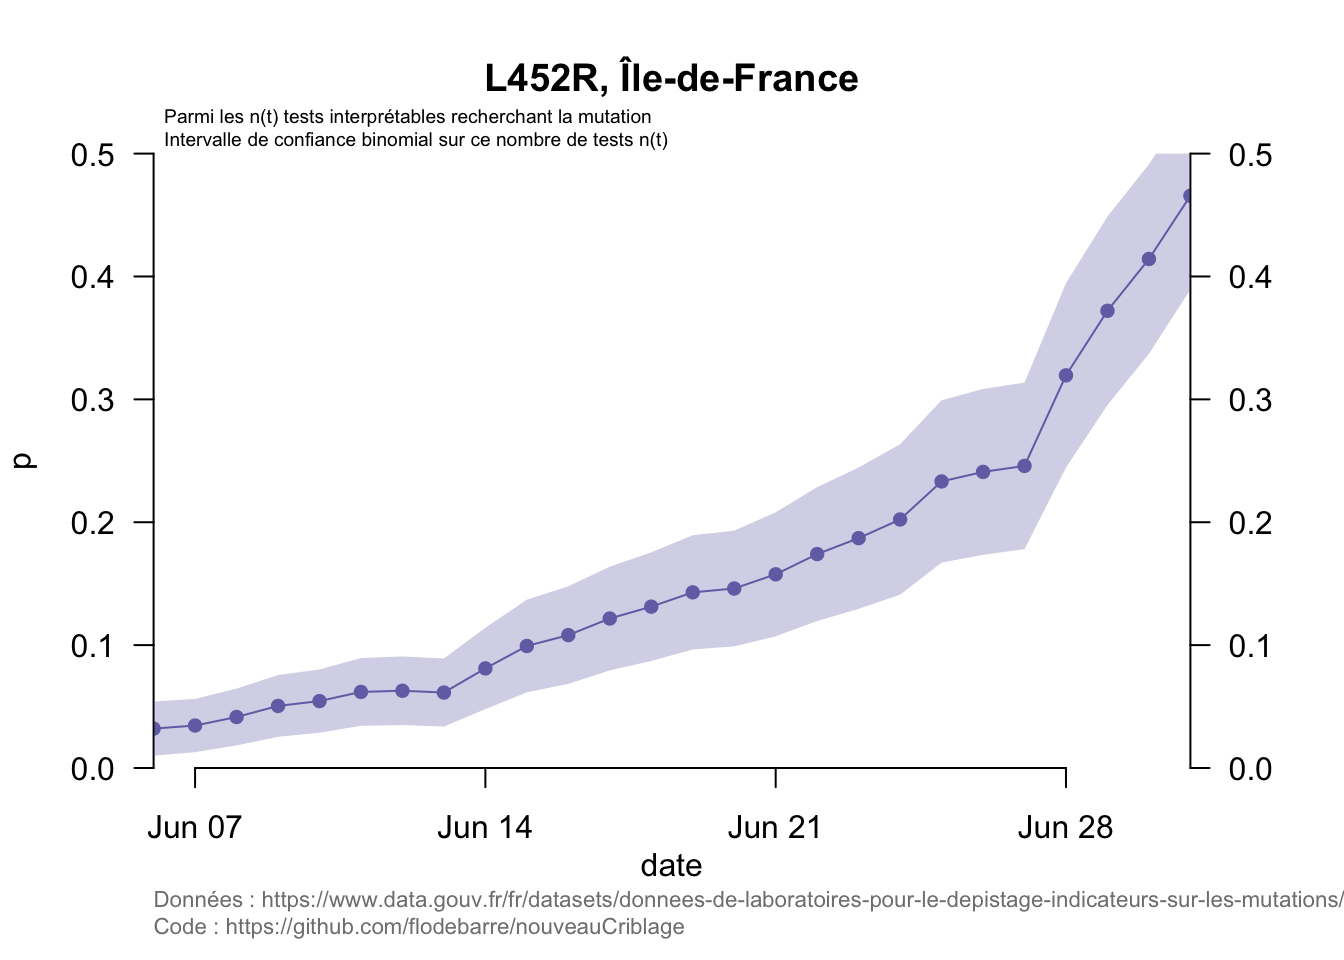 L452R, Île-de-France
Parmi les n(t) tests interprétables recherchant la mutation
Intervalle de confiance binomial sur ce nombre de tests n(t)
0.5
0.5
0.4
0.4
0.3
0.3
p
0.2
0.2
0.1
0.1
0.0
0.0
Jun 07 Jun 14 Jun 21 Jun 28
date
Données : https://www.data.gouv.fr/fr/datasets/donnees-de-laboratoires-pour-le-depistage-indicateurs-sur-les-mutations/
Code : https://github.com/flodebarre/nouveauCriblage